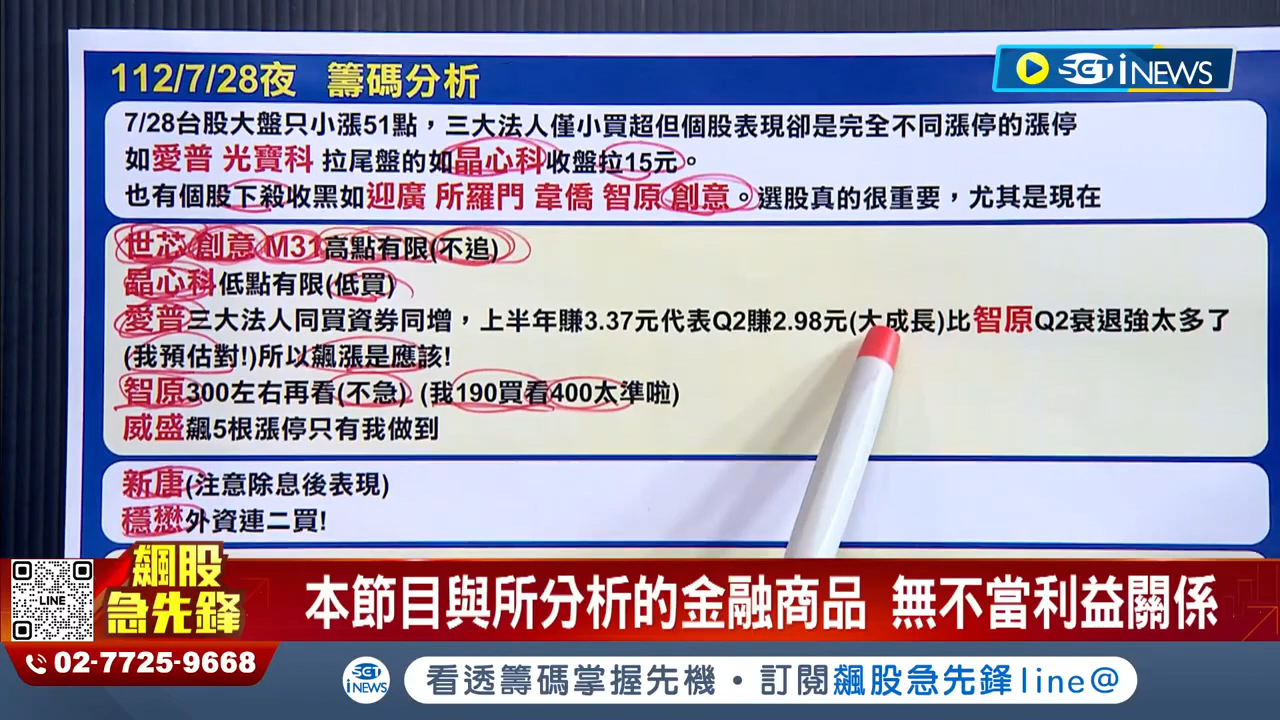 112/7/28夜 籌碼分析
SETiNEWS
7/28台股大盤只小漲51點，三大法人僅小買超但個股表現卻是完全不同漲停的漲停
如愛普 光寶科 拉尾盤的如晶心科收盤拉15元。
也有個股下殺收黑如迎廣 所羅門 韋僑 智原 創意。選股真的很重要，尤其是現在
世芯 創意 M31高點有限(不追)
晶心科低點有限(低買)
愛普三大法人同買資券同增，上半年賺3.37元代表Q2賺2.98元(大成長)比智原Q2衰退強太多了
(我預估對!)所以飆漲是應該!
智原300左右再看(不急) (我190買看400太準啦)
威盛飆5根漲停只有我做到
新唐(注意除息後表現)
穩懋外資連二買!
LINE
飆股
急先鋒
本節目與所分析的金融商品 無不當利益關係
02-7725-9668
SETiNEWS
看透籌碼掌握先機・訂閱飆股急先鋒line@